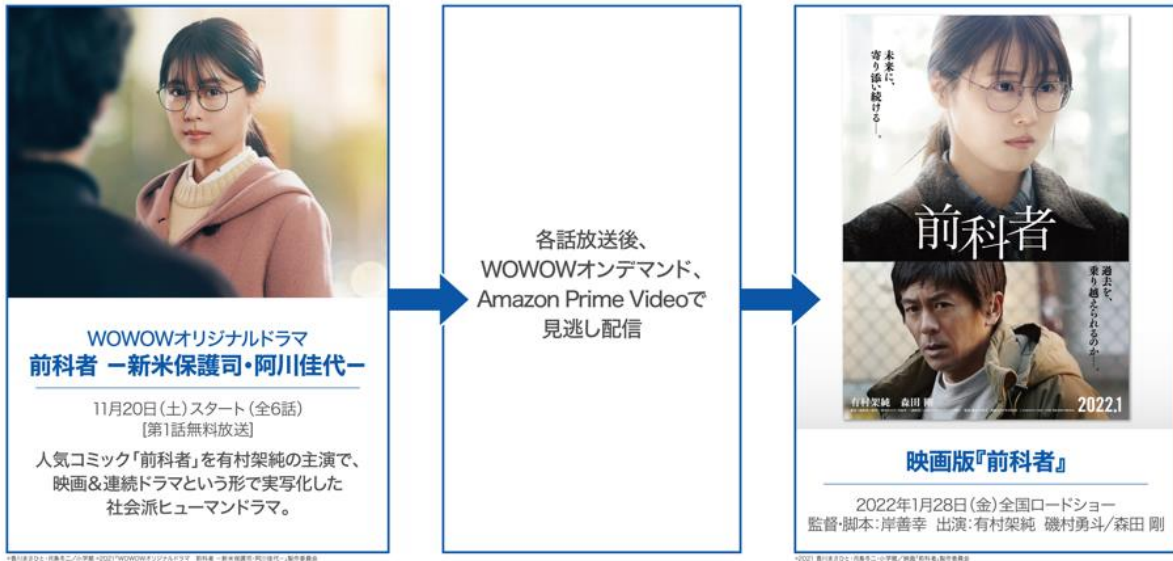 WOWOWオリジナルドラマ
前科者 ー新米保護司・阿川佳代ー
11月20日(土)スタート(全6話)
[第1話無料放送]
人気コミック「前科者」を有村架純の主演で、
映画&連続ドラマという形で実写化した
社会派ヒューマンドラマ。
各話放送後、
WOWOWオンデマンド、
Amazon Prime Videoで
見逃し配信
未来に、
寄り添い続ける―。
前科者
過去を、
乗り越えられるのか―。
有村架純 森田 剛
2022.1
映画版『前科者』
2022年1月28日(金)全国ロードショー
監督・脚本:岸善幸 出演:有村架純 磯村勇斗/森田 剛